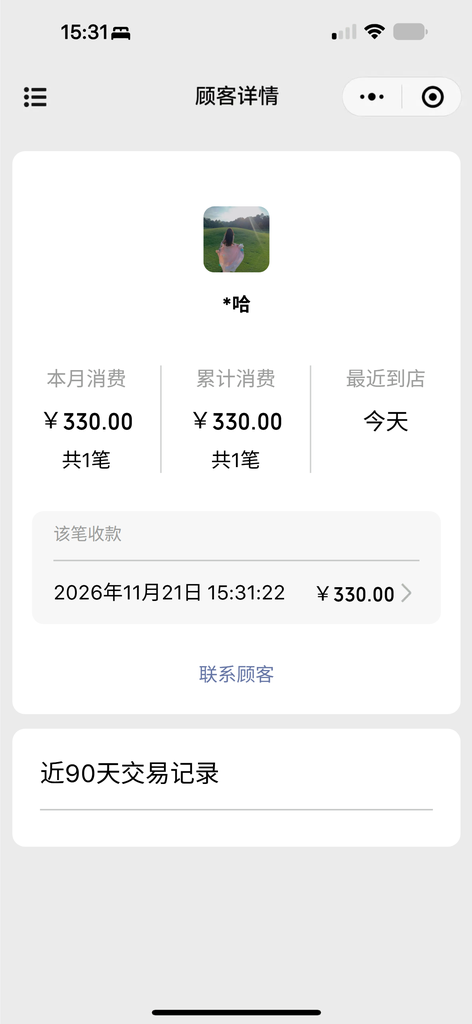 15:31
顾客详情
*哈
本月消费
累计消费
最近到店
￥330.00
￥330.00
今天
共1笔
共1笔
该笔收款
2026年11月21日 15:31:22
￥330.00
联系顾客
近90天交易记录